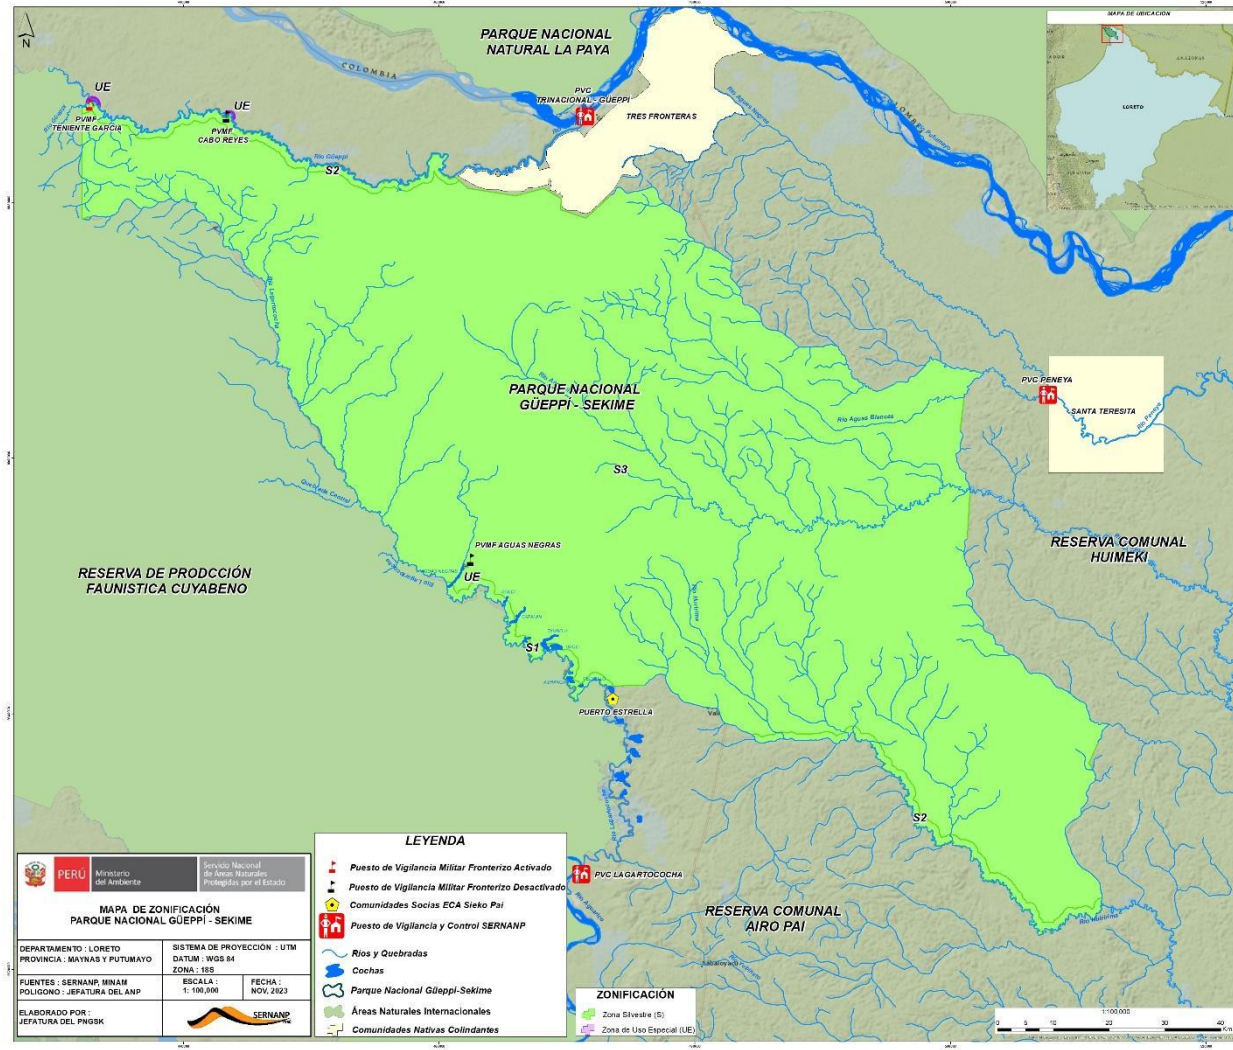 MAPA DE UBICACIÓN
LORETO
N
PARQUE NACIONAL
NATURAL LA PAYA
COLOMBIA
UE
UE
PVMF
TENIENTE GARCIA
PVMF
CABO REYES
PVC
TRINACIONAL - GÜEPPI
TRES FRONTERAS
Río Güeppi
S2
PARQUE NACIONAL
GÜEPPÍ - SEKIME
Río Aguas Blancas
PVC PENEYA
SANTA TERESITA
Río Peneya
S3
Quebrada Control
PVMF AGUAS NEGRAS
UE
RESERVA DE PRODCCIÓN
FAUNISTICA CUYABENO
RESERVA COMUNAL
HUIMEKI
S1
PUERTO ESTRELLA
S2
PVC LAGARTOCOCHA
RESERVA COMUNAL
AIRO PAI
PERÚ
Ministerio
del Ambiente
Servicio Nacional
de Áreas Naturales
Protegidas por el Estado
MAPA DE ZONIFICACIÓN
PARQUE NACIONAL GÜEPPÍ - SEKIME
DEPARTAMENTO : LORETO
PROVINCIA : MAYNAS Y PUTUMAYO
SISTEMA DE PROYECCIÓN : UTM
DATUM : WGS 84
ZONA : 18S
FUENTES : SERNANP, MINAM
POLIGONO : JEFATURA DEL ANP
ESCALA :
1: 100,000
FECHA :
NOV, 2023
ELABORADO POR :
JEFATURA DEL PNGSK
SERNANP
LEYENDA
Puesto de Vigilancia Militar Fronterizo Activado
Puesto de Vigilancia Militar Fronterizo Desactivado
Comunidades Socias ECA Sieko Pai
Puesto de Vigilancia y Control SERNANP
Ríos y Quebradas
Cochas
Parque Nacional Güeppi-Sekime
Áreas Naturales Internacionales
Comunidades Nativas Colindantes
ZONIFICACIÓN
Zona Silvestre (S)
Zona de Uso Especial (UE)
1:100,000
0 5 10 20 30 40
Km